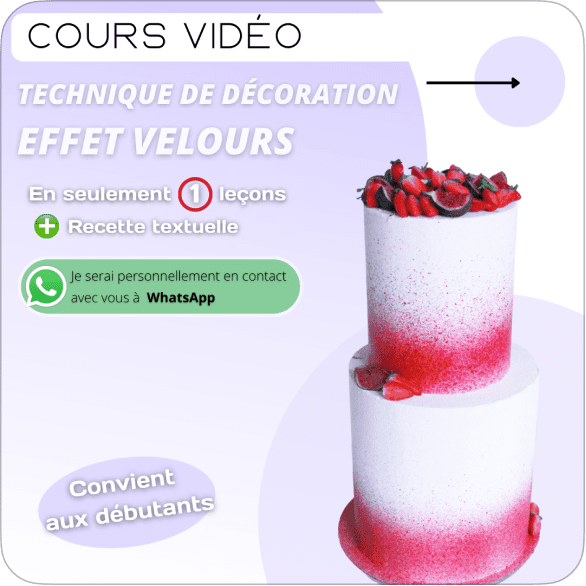 COURS VIDÉO
TECHNIQUE DE DÉCORATION
EFFET VELOURS
En seulement 1 leçons
Recette textuelle
Je serai personnellement en contact
avec vous à WhatsApp
Convient
aux débutants